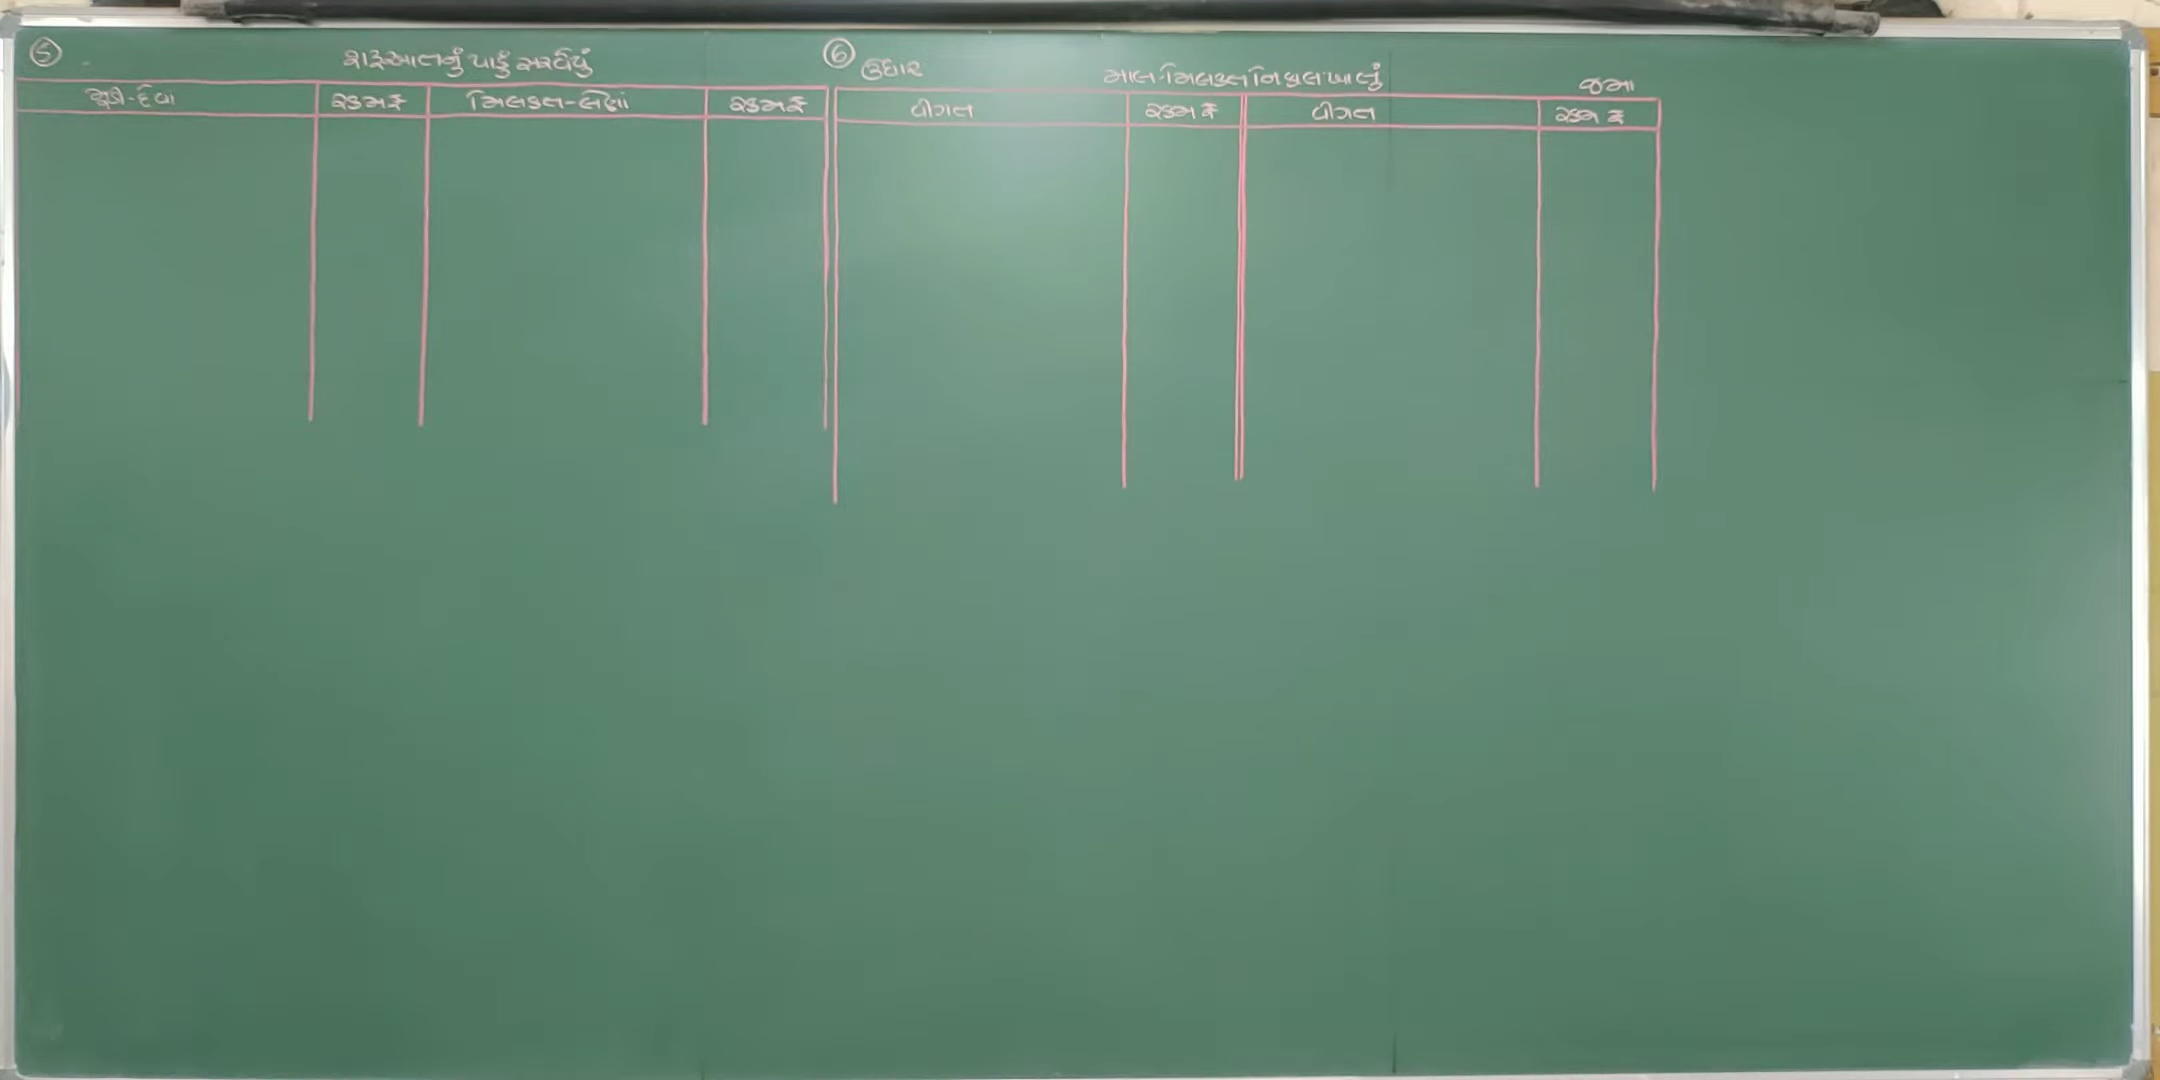 5 શરૂઆતનું પાકું સરવૈયું
મૂડી-દેવાં રકમ ₹ મિલકત-લેણાં રકમ ₹
6 ઉધાર માલ-મિલકત નિકાલ ખાતું જમા
વીગત રકમ ₹ વીગત રકમ ₹